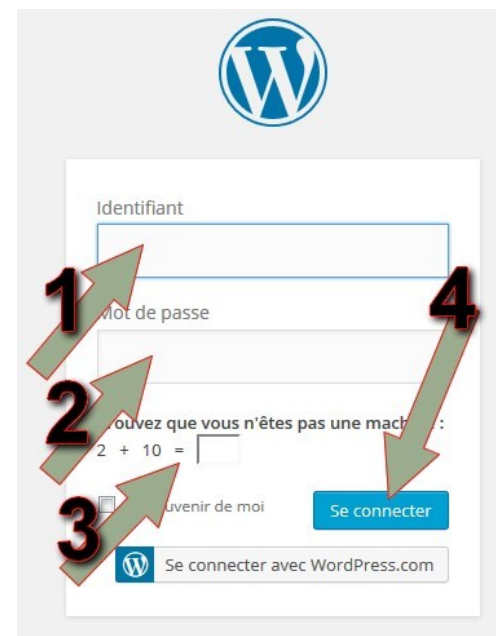 Identifiant
1
4
Mot de passe
2
vous n'êtes pas une
que
2 + 10 =
3
de moi
Se connecter
Se connecter avec WordPress.com